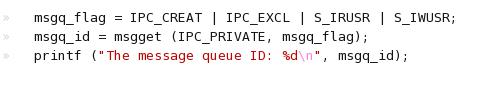 » msgq_flag = IPC_CREAT | IPC_EXCL | S_IRUSR | S_IWUSR;
» msgq_id = msgget (IPC_PRIVATE, msgq_flag);
» printf ("The message queue ID: %d\n", msgq_id);